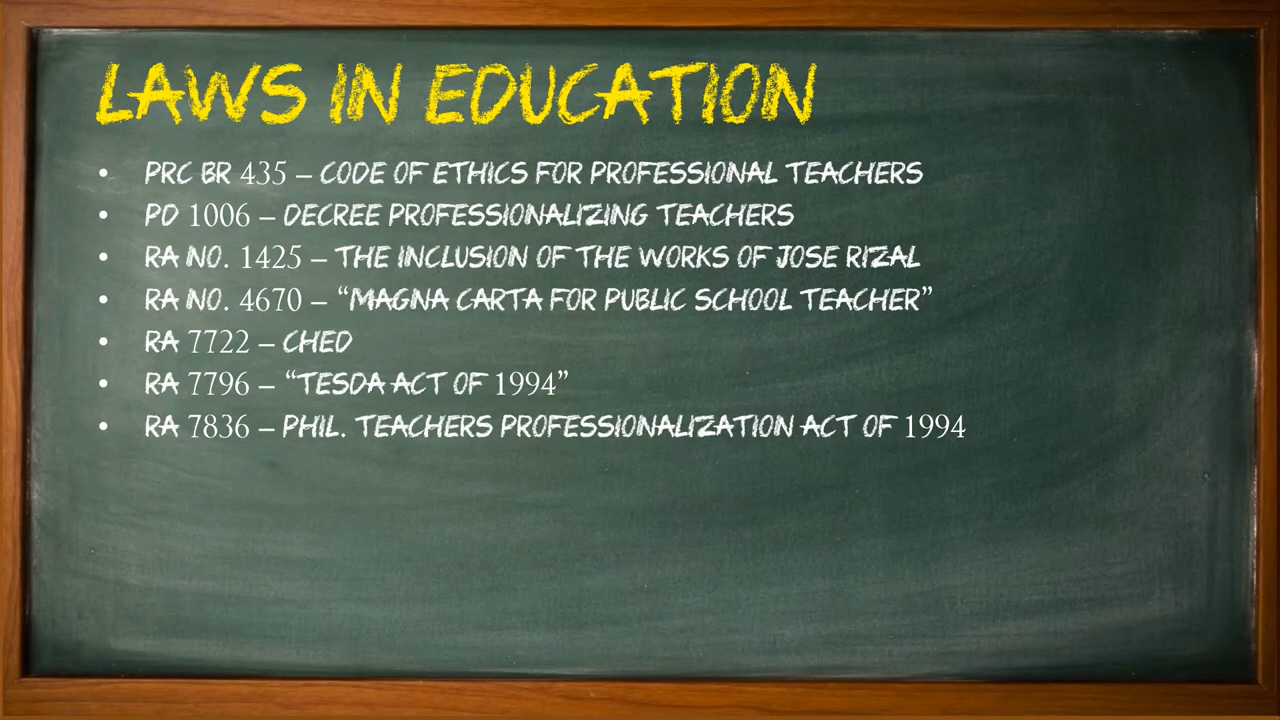 LAWS IN EDUCATION
• PRC BR 435 – CODE OF ETHICS FOR PROFESSIONAL TEACHERS
• PD 1006 – DECREE PROFESSIONALIZING TEACHERS
• RA NO. 1425 – THE INCLUSION OF THE WORKS OF JOSE RIZAL
• RA NO. 4670 – “MAGNA CARTA FOR PUBLIC SCHOOL TEACHER”
• RA 7722 – CHED
• RA 7796 – “TESDA ACT OF 1994”
• RA 7836 – PHIL. TEACHERS PROFESSIONALIZATION ACT OF 1994